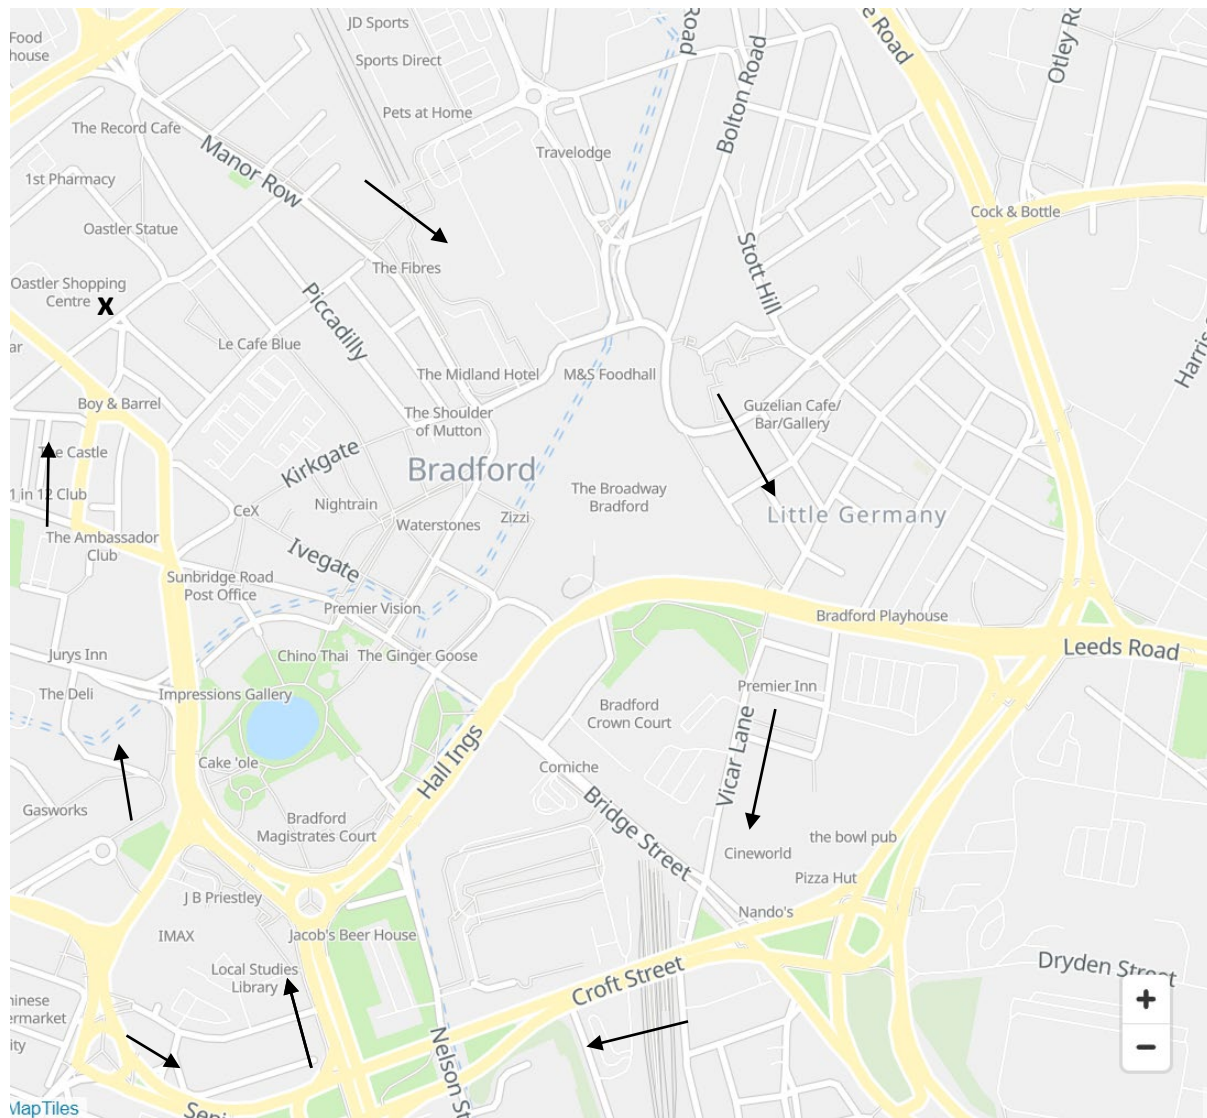 JD Sports
Food
house
Sports Direct
Road
e Road
Otley Ro
Bolton Road
Pets at Home
The Record Cafe
Manor Row
Travelodge
1st Pharmacy
Cock & Bottle
Oastler Statue
Stott Hill
The Fibres
Oastler Shopping
Centre
x
Piccadilly
Harris
ar
Le Cafe Blue
The Midland Hotel
M&S Foodhall
Boy & Barrel
The Shoulder
of Mutton
Guzelian Cafe/
Bar/Gallery
The Castle
Kirkgate
Bradford
1 in 12 Club
Nightrain
The Broadway
Bradford
CeX
Waterstones
Zizzi
Little Germany
The Ambassador
Club
Ivegate
Sunbridge Road
Post Office
Premier Vision
Bradford Playhouse
Jurys Inn
Chino Thai
The Ginger Goose
Leeds Road
The Deli
Impressions Gallery
Premier Inn
Bradford
Crown Court
Vicar Lane
Hall Ings
Cake 'ole
Corniche
Gasworks
Bradford
Magistrates Court
Bridge Street
the bowl pub
Cineworld
Pizza Hut
J B Priestley
Nando's
IMAX
Jacob's Beer House
Local Studies
Library
Croft Street
Dryden Street
hinese
ermarket
ity
+
−
Nelson St
MapTiles